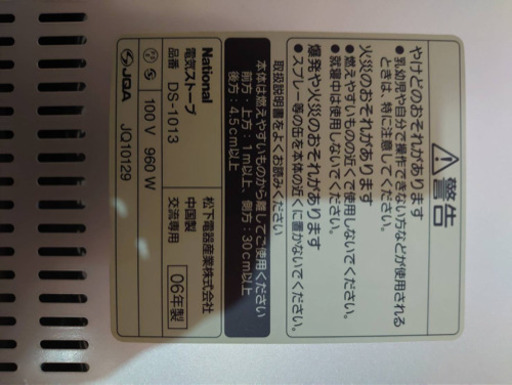 警告
やけどのおそれがあります
●乳幼児や自分で操作できない方などが使用される
ときは、特に注意してください。
火災のおそれがあります
●燃えやすいものの近くで使用しないでください。
●就寝中は使用しないでください。
爆発や火災のおそれがあります
●スプレー等の缶を本体の近くに置かないでください。
取扱説明書をよくお読みください
本体は燃えやすいものから離してご使用ください
前方・上方：1m以上、側方：30cm以上
後方：4.5cm以上
National
電気ストーブ
品番 DS-1013
松下電器産業株式会社
中国製
交流専用
06年製
100V 960W
JQA JQ10129